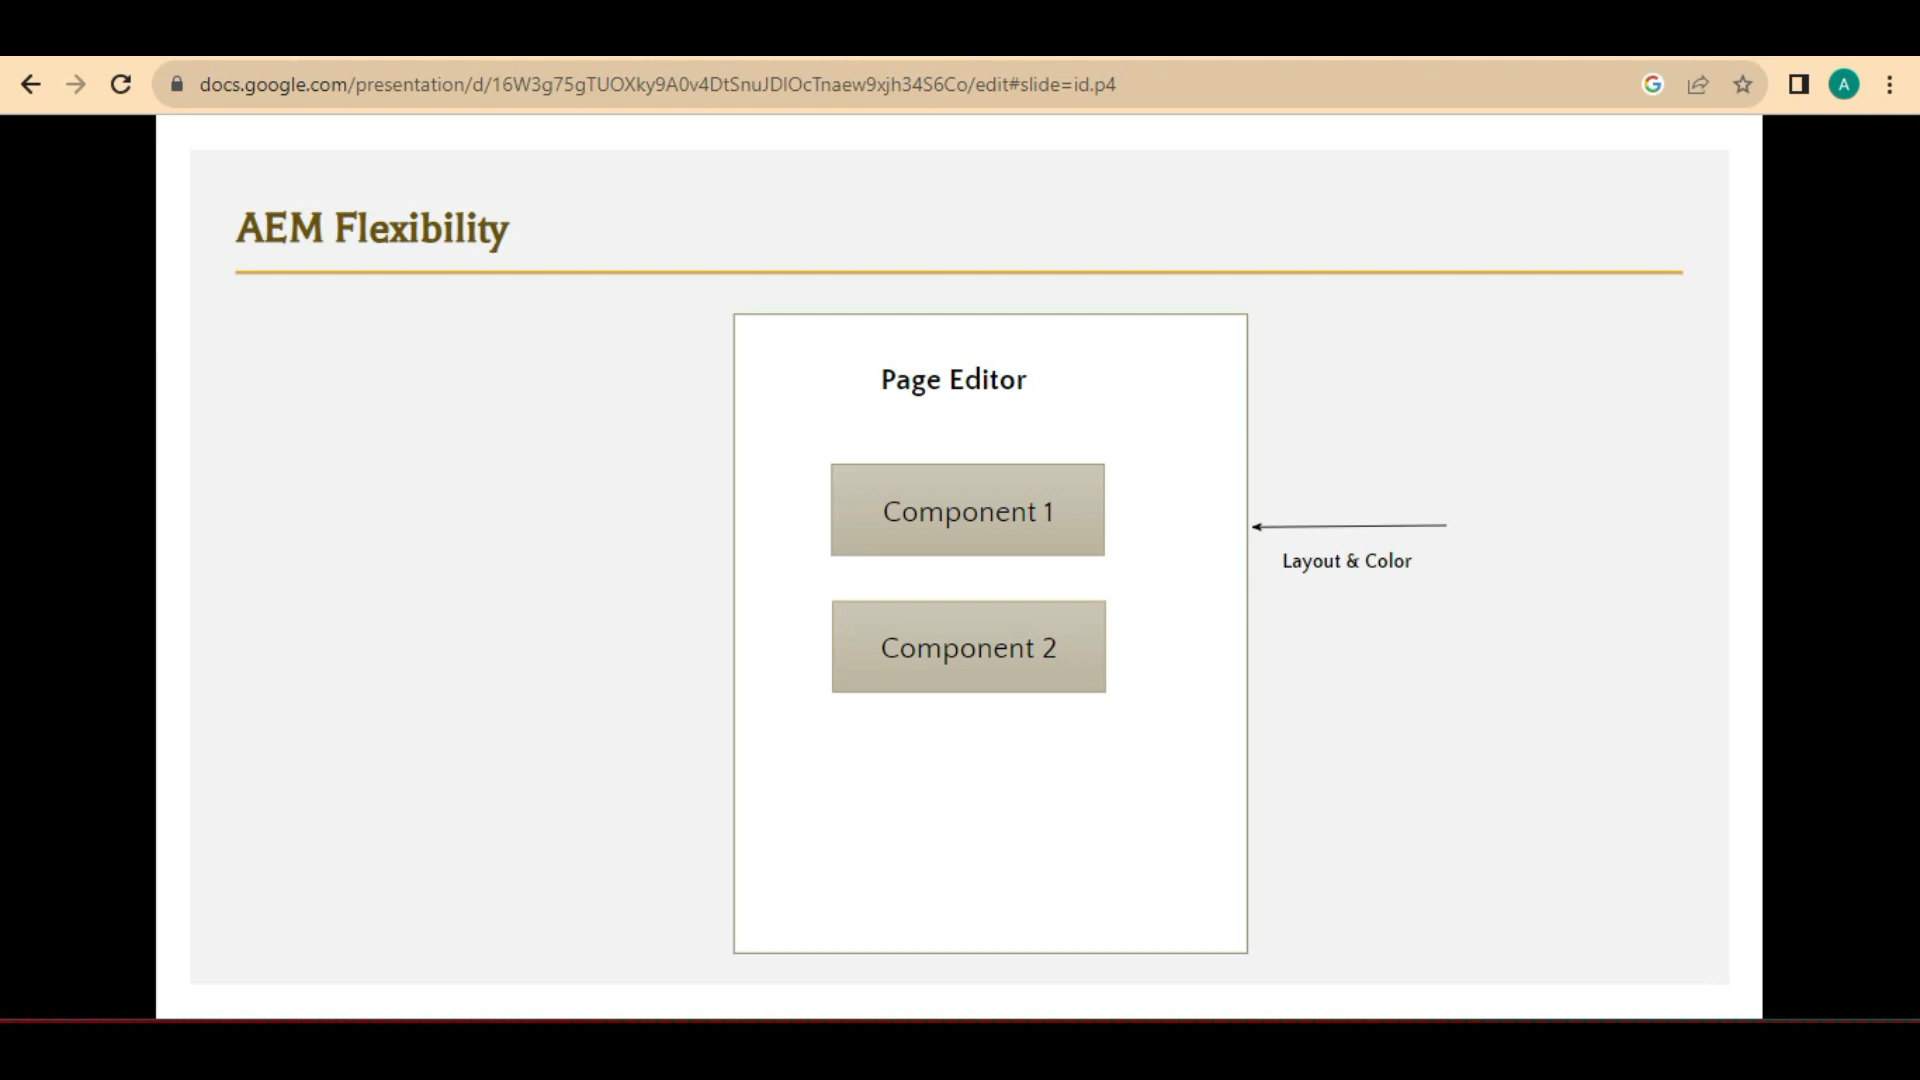 docs.google.com/presentation/d/16W3g75gTUOXky9A0v4DtSnuJDlOcTnaew9xjh34S6Co/edit#slide=id.p4
A
AEM Flexibility
Page Editor
Component 1
Layout & Color
Component 2